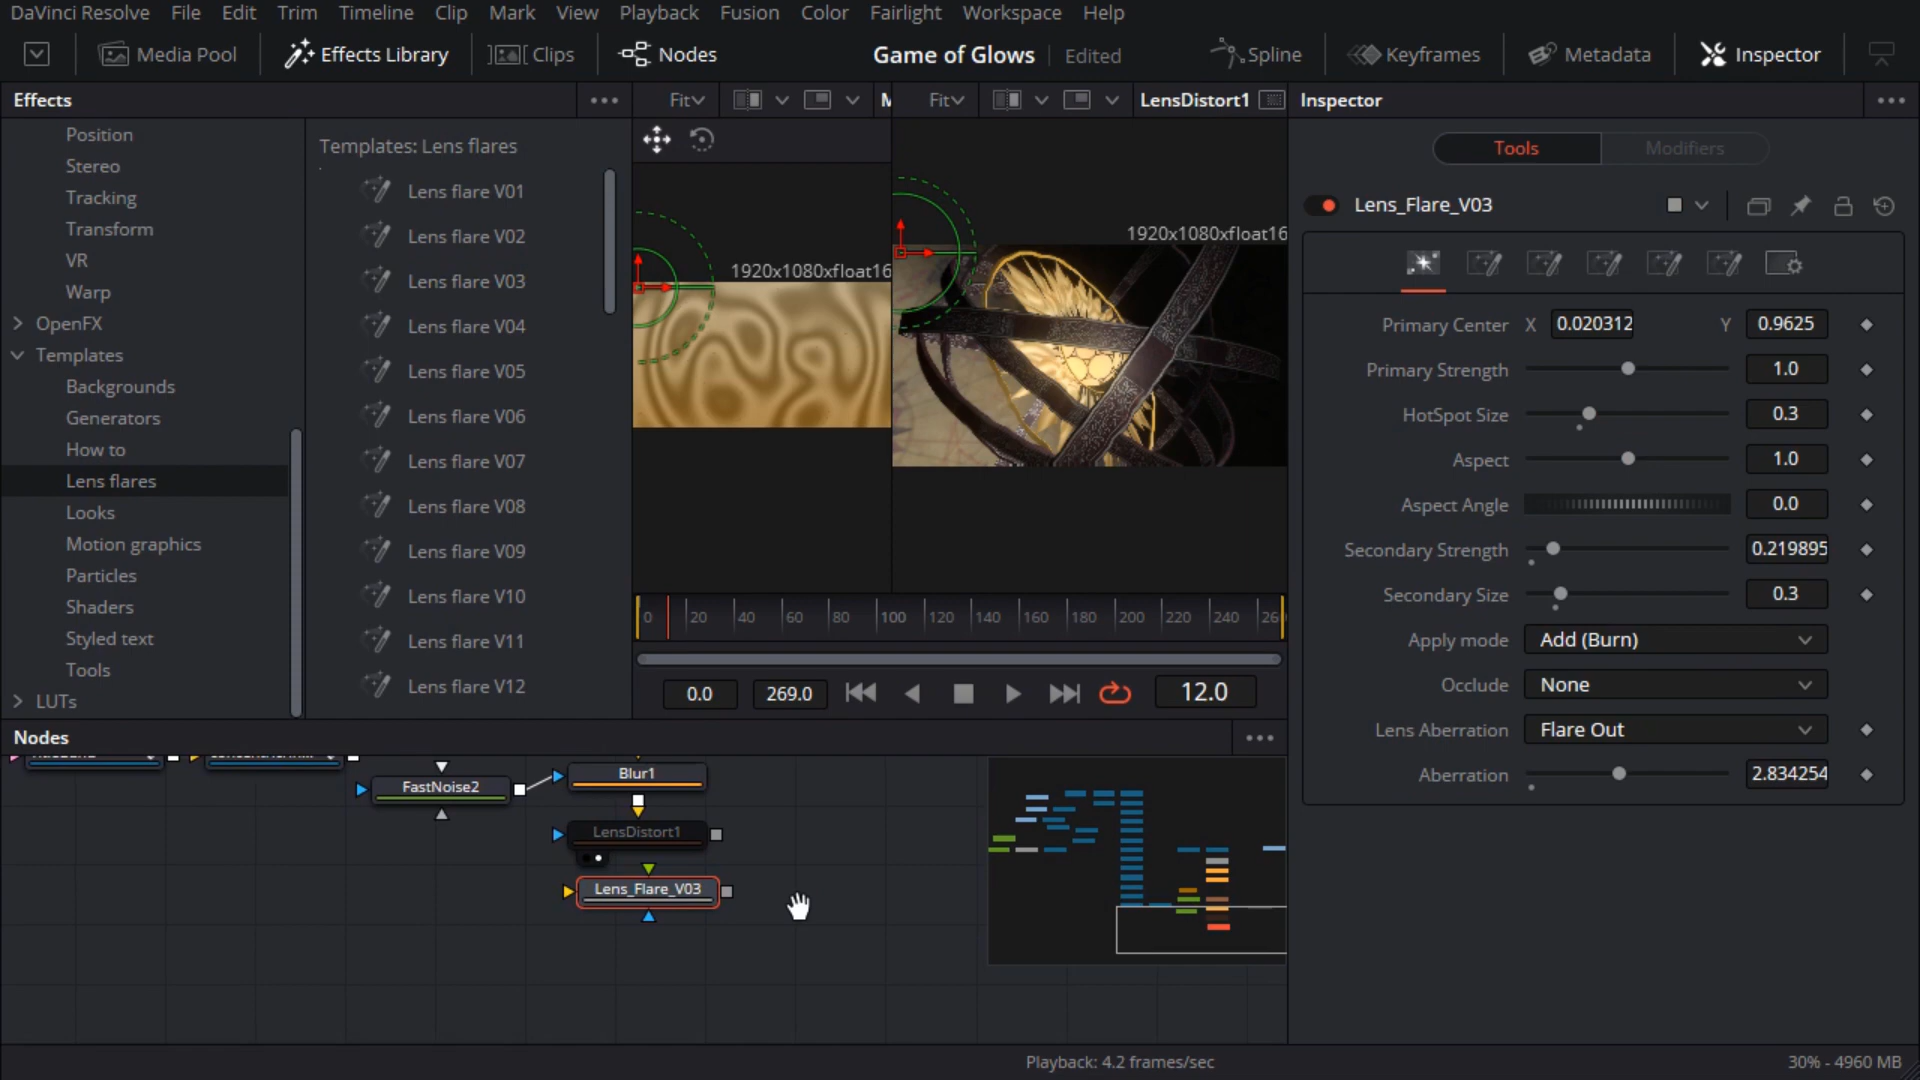 DaVinci Resolve File Edit Trim Timeline Clip Mark View Playback Fusion Color Fairlight Workspace Help
Media Pool Effects Library Clips Nodes Game of Glows Edited Spline Keyframes Metadata Inspector
Effects
Fit
M
Fit
LensDistort1
Inspector
Position
Stereo
Tracking
Transform
VR
Warp
OpenFX
Templates
Backgrounds
Generators
How to
Lens flares
Looks
Motion graphics
Particles
Shaders
Styled text
Tools
LUTs
Templates: Lens flares
Lens flare V01
Lens flare V02
Lens flare V03
Lens flare V04
Lens flare V05
Lens flare V06
Lens flare V07
Lens flare V08
Lens flare V09
Lens flare V10
Lens flare V11
Lens flare V12
1920x1080xfloat16
1920x1080xfloat16
0 20 40 60 80 100 120 140 160 180 200 220 240 26
0.0 269.0 12.0
Tools Modifiers
Lens_Flare_V03
Primary Center X 0.020312 Y 0.9625
Primary Strength 1.0
HotSpot Size 0.3
Aspect 1.0
Aspect Angle 0.0
Secondary Strength 0.219895
Secondary Size 0.3
Apply mode Add (Burn)
Occlude None
Lens Aberration Flare Out
Aberration 2.834254
Nodes
FastNoise2
Blur1
LensDistort1
Lens_Flare_V03
Playback: 4.2 frames/sec
30% - 4960 MB